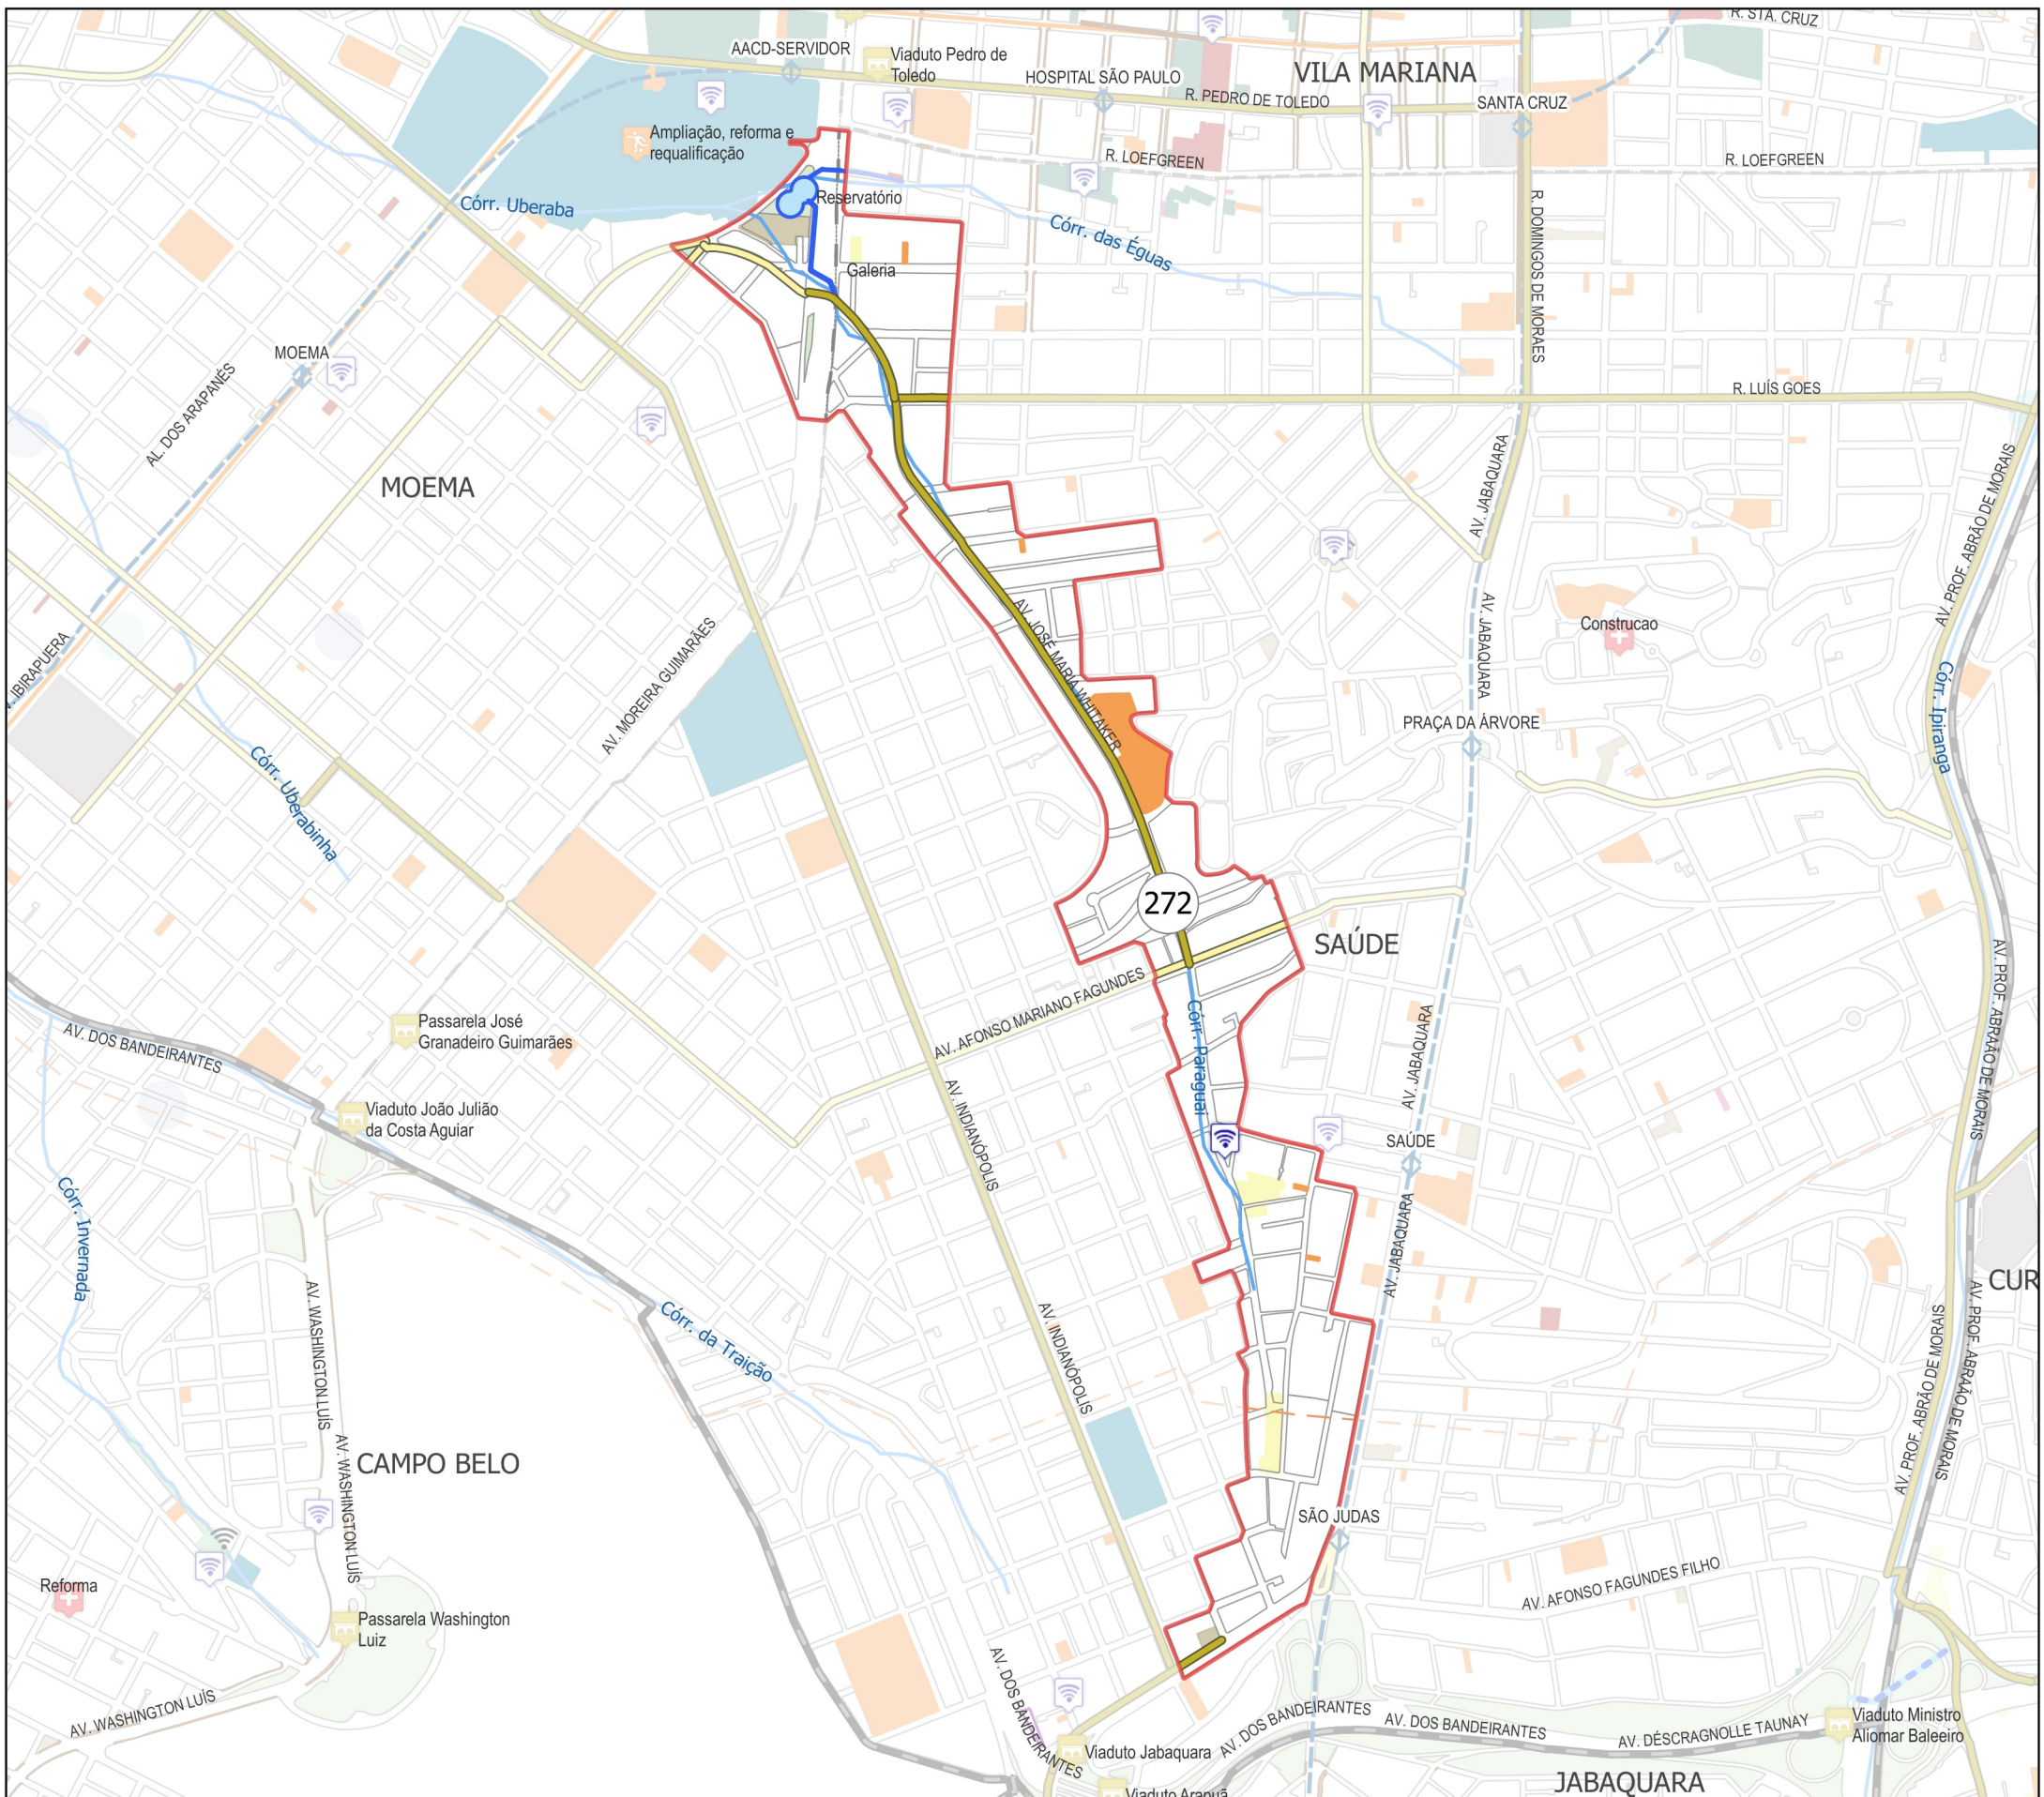 R. STA. CRUZ
AACD-SERVIDOR
Viaduto Pedro de
Toledo
HOSPITAL SÃO PAULO
VILA MARIANA
R. PEDRO DE TOLEDO
SANTA CRUZ
Ampliação, reforma e
requalificação
R. LOEFGREEN
R. LOEFGREEN
Reservatório
Córr. Uberaba
Córr. das Éguas
R. DOMINGOS DE MORAES
Galeria
MOEMA
R. LUÍS GOES
AL. DOS ARAPANÉS
MOEMA
AV. JABAQUARA
AV. PROF. ABRÃO DE MORAIS
AV. JOSÉ MARIA WHITAKER
AV. JABAQUARA
Construcao
AV. IBIRAPUERA
AV. MOREIRA GUIMARÃES
Córr. Ipiranga
PRAÇA DA ÁRVORE
Córr. Uberabinha
272
SAÚDE
AV. PROF. ABRAÃO DE MORAIS
AV. AFONSO MARIANO FAGUNDES
Passarela José
Granadeiro Guimarães
AV. DOS BANDEIRANTES
Córr. Paraguai
AV. JABAQUARA
Viaduto João Julião
da Costa Aguiar
AV. INDIANÓPOLIS
SAÚDE
Córr. Invernada
AV. JABAQUARA
CUR
AV. WASHINGTON LUÍS
Córr. da Traição
AV. INDIANÓPOLIS
AV. PROF. ABRÃO DE MORAIS
AV. PROF. ABRAÃO DE MORAIS
CAMPO BELO
AV. WASHINGTON LUÍS
SÃO JUDAS
Reforma
AV. AFONSO FAGUNDES FILHO
Passarela Washington
Luiz
AV. WASHINGTON LUÍS
AV. DOS BANDEIRANTES
AV. DOS BANDEIRANTES
AV. DOS BANDEIRANTES
AV. DÉSCRAGNOLLE TAUNAY
Viaduto Ministro
Aliomar Baleeiro
Viaduto Jabaquara
JABAQUARA
Viaduto Arapuã